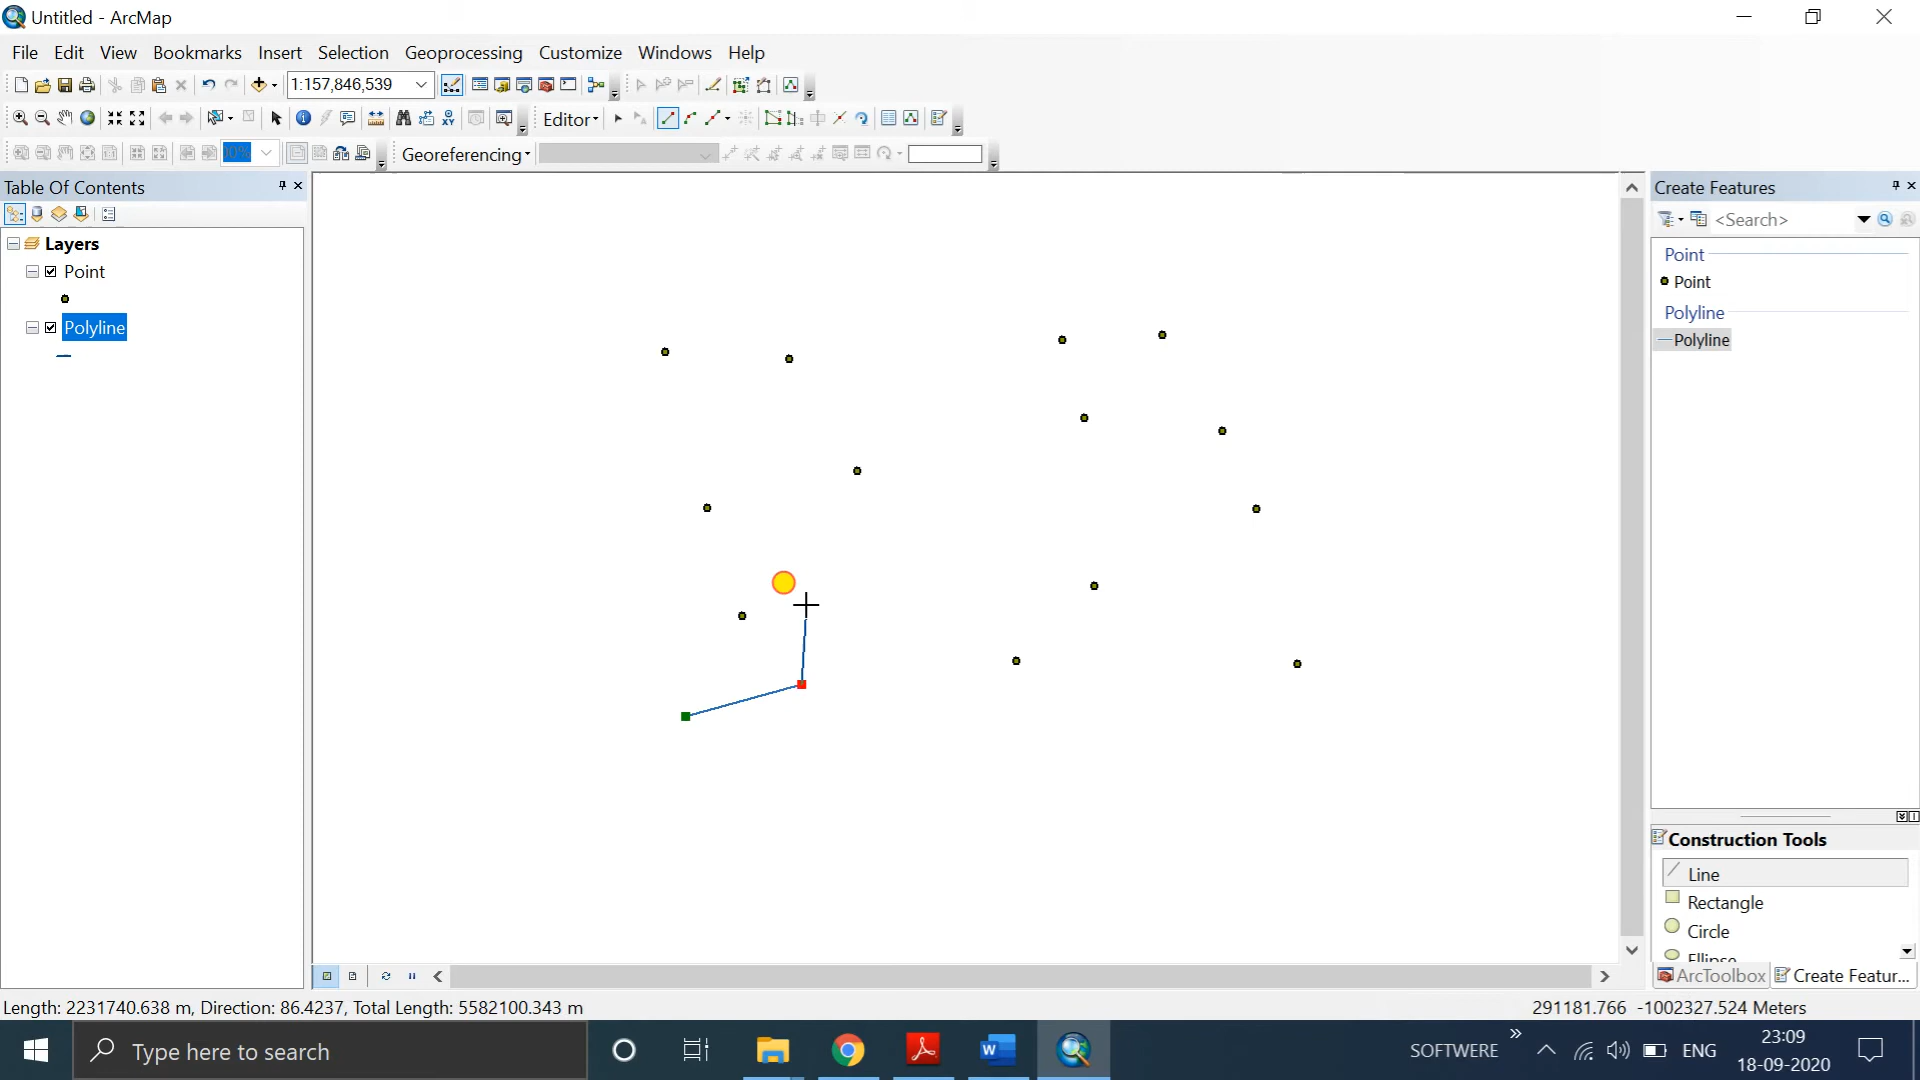 Untitled - ArcMap
File Edit View Bookmarks Insert Selection Geoprocessing Customize Windows Help
1:157,846,539
Editor
Georeferencing
Table Of Contents
Layers
Point
Polyline
Create Features
<Search>
Point
Point
Polyline
Polyline
Construction Tools
Line
Rectangle
Circle
Ellipse
ArcToolbox Create Featur...
Length: 2231740.638 m, Direction: 86.4237, Total Length: 5582100.343 m
291181.766 -1002327.524 Meters
Type here to search
SOFTWERE
ENG
23:09
18-09-2020